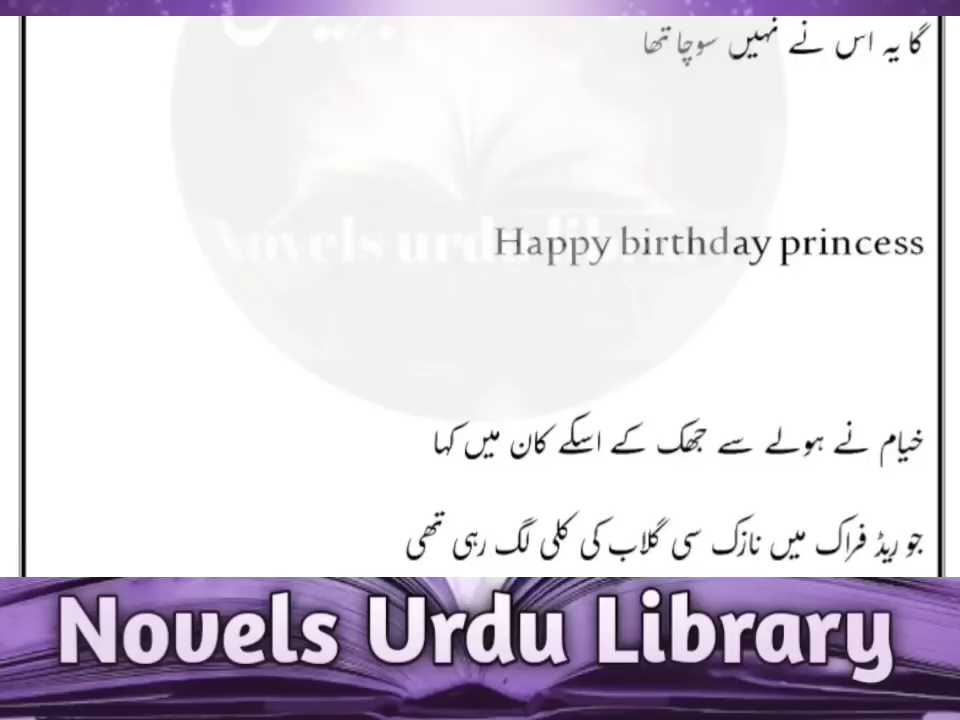 گا یہ اس نے نہیں سوچا تھا
Happy birthday princess
خیام نے ہولے سے جھک کے اسکے کان میں کہا
جو ریڈ فراک میں نازک سی گلاب کی کلی لگ رہی تھی
Novels Urdu Library